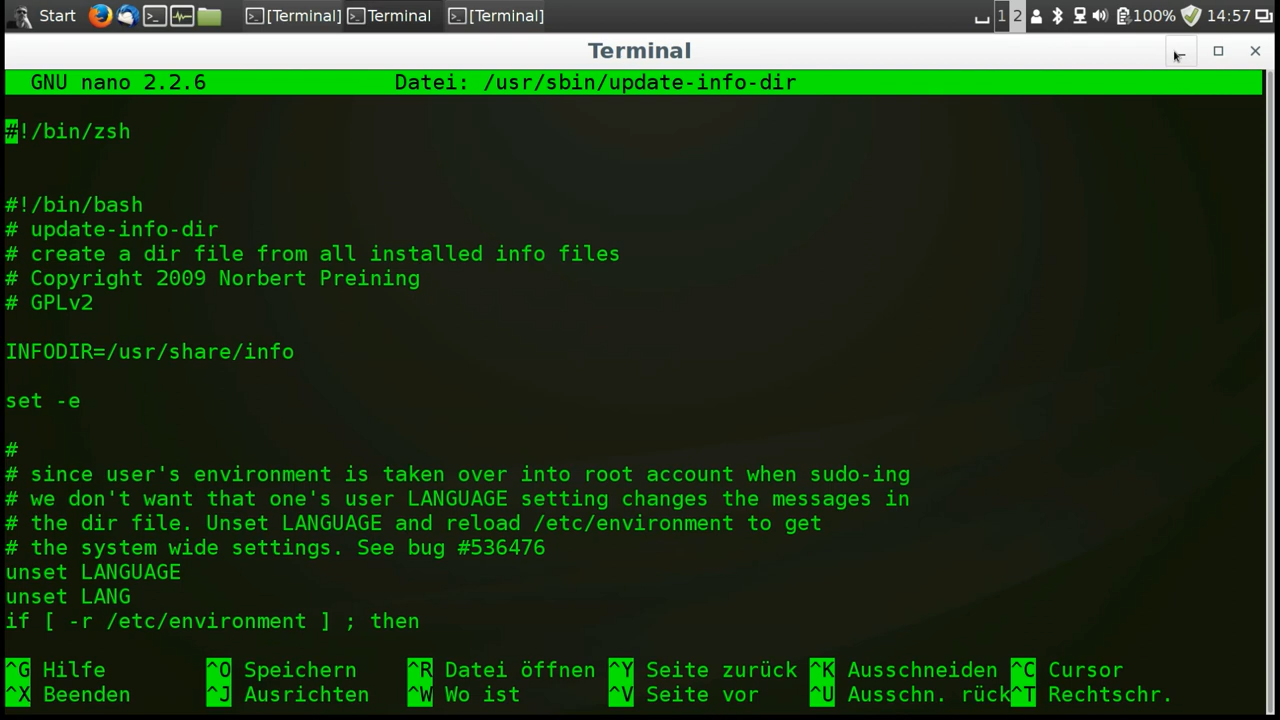 Start [Terminal] Terminal [Terminal] 1 2 100% 14:57
Terminal
GNU nano 2.2.6 Datei: /usr/sbin/update-info-dir
#!/bin/zsh
#!/bin/bash
# update-info-dir
# create a dir file from all installed info files
# Copyright 2009 Norbert Preining
# GPLv2
INFODIR=/usr/share/info
set -e
#
# since user's environment is taken over into root account when sudo-ing
# we don't want that one's user LANGUAGE setting changes the messages in
# the dir file. Unset LANGUAGE and reload /etc/environment to get
# the system wide settings. See bug #536476
unset LANGUAGE
unset LANG
if [ -r /etc/environment ] ; then
^G Hilfe ^O Speichern ^R Datei öffnen ^Y Seite zurück ^K Ausschneiden ^C Cursor
^X Beenden ^J Ausrichten ^W Wo ist ^V Seite vor ^U Ausschn. rück ^T Rechtschr.